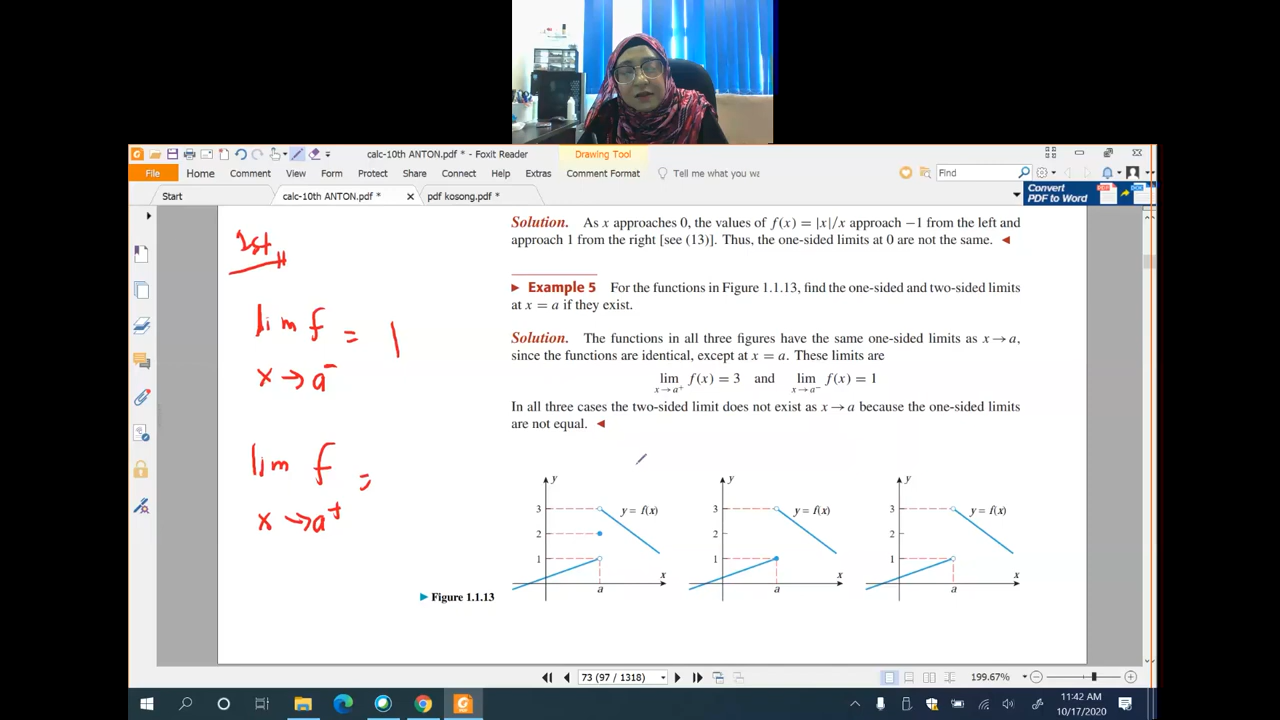 calc-10th ANTON.pdf * - Foxit Reader
Drawing Tool
File
Home
Comment
View
Form
Protect
Share
Connect
Help
Extras
Comment Format
Tell me what you wa
Find
Start
calc-10th ANTON.pdf *
pdf kosong.pdf *
Convert
PDF to Word
1st
lim f = 1
x → a⁻
lim f =
x → a⁺
Solution. As x approaches 0, the values of f(x) = |x|/x approach −1 from the left and
approach 1 from the right [see (13)]. Thus, the one-sided limits at 0 are not the same.
Example 5 For the functions in Figure 1.1.13, find the one-sided and two-sided limits
at x = a if they exist.
Solution. The functions in all three figures have the same one-sided limits as x → a,
since the functions are identical, except at x = a. These limits are
lim f(x) = 3 and lim f(x) = 1
x→a⁺ x→a⁻
In all three cases the two-sided limit does not exist as x → a because the one-sided limits
are not equal.
y
3
y = f(x)
2
1
x
a
y
3
y = f(x)
2
1
x
a
y
3
y = f(x)
2
1
x
a
Figure 1.1.13
73 (97 / 1318)
199.67%
11:42 AM
10/17/2020